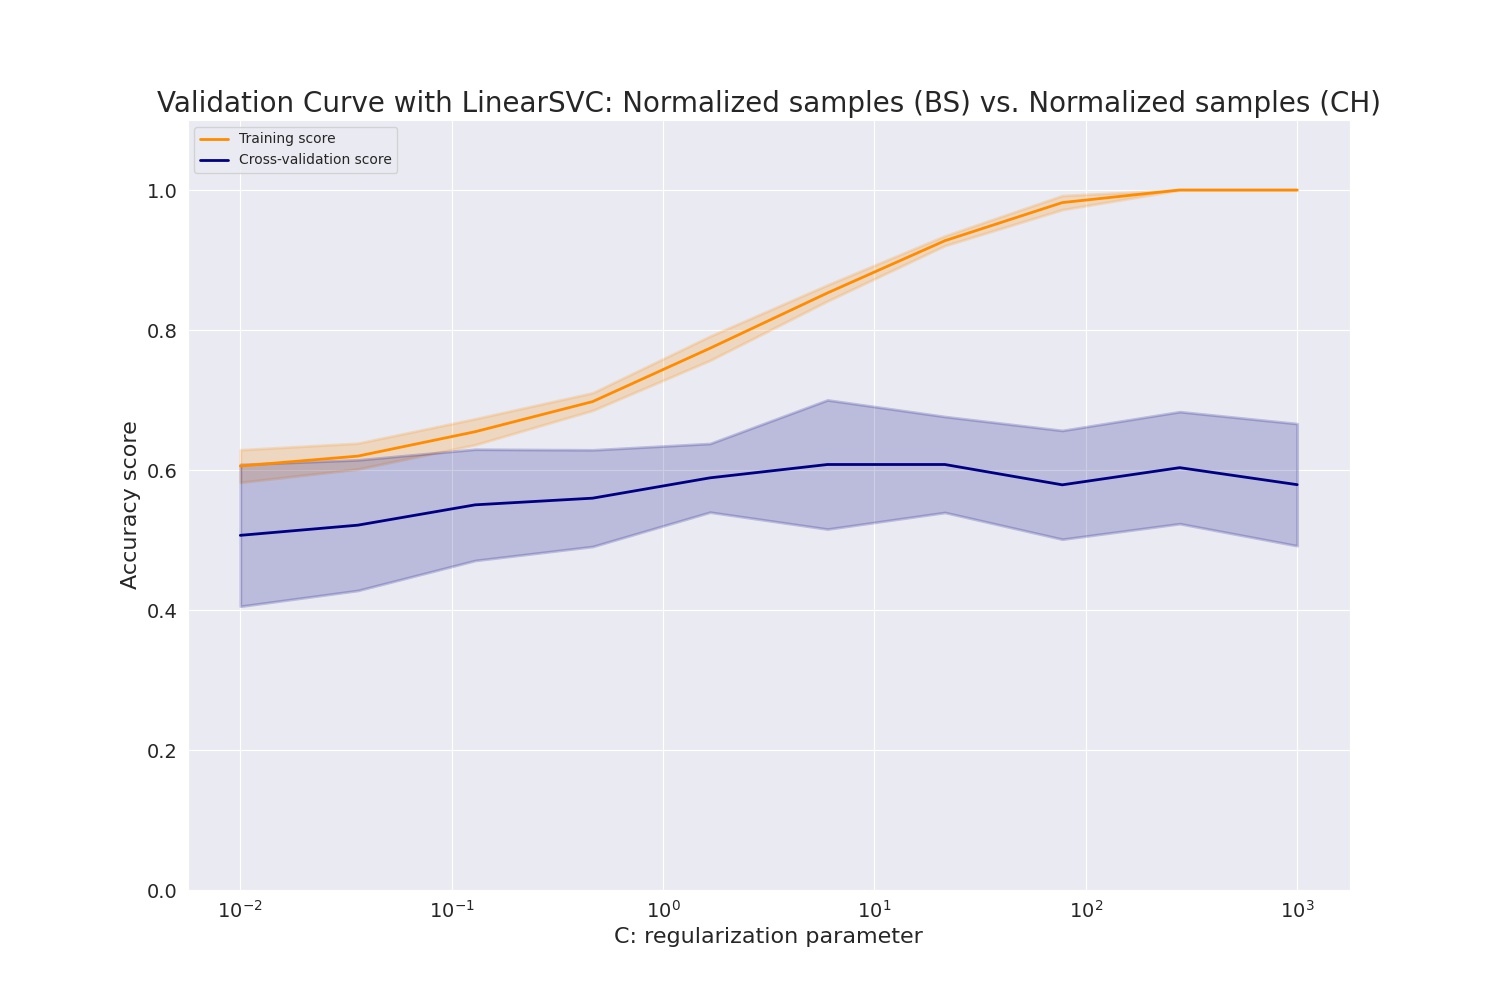 Validation Curve with LinearSVC: Normalized samples (BS) vs. Normalized samples (CH)
Training score
Cross-validation score
1.0
0.8
0.6
0.4
0.2
0.0
Accuracy score
10⁻² 10⁻¹ 10⁰ 10¹ 10² 10³
C: regularization parameter